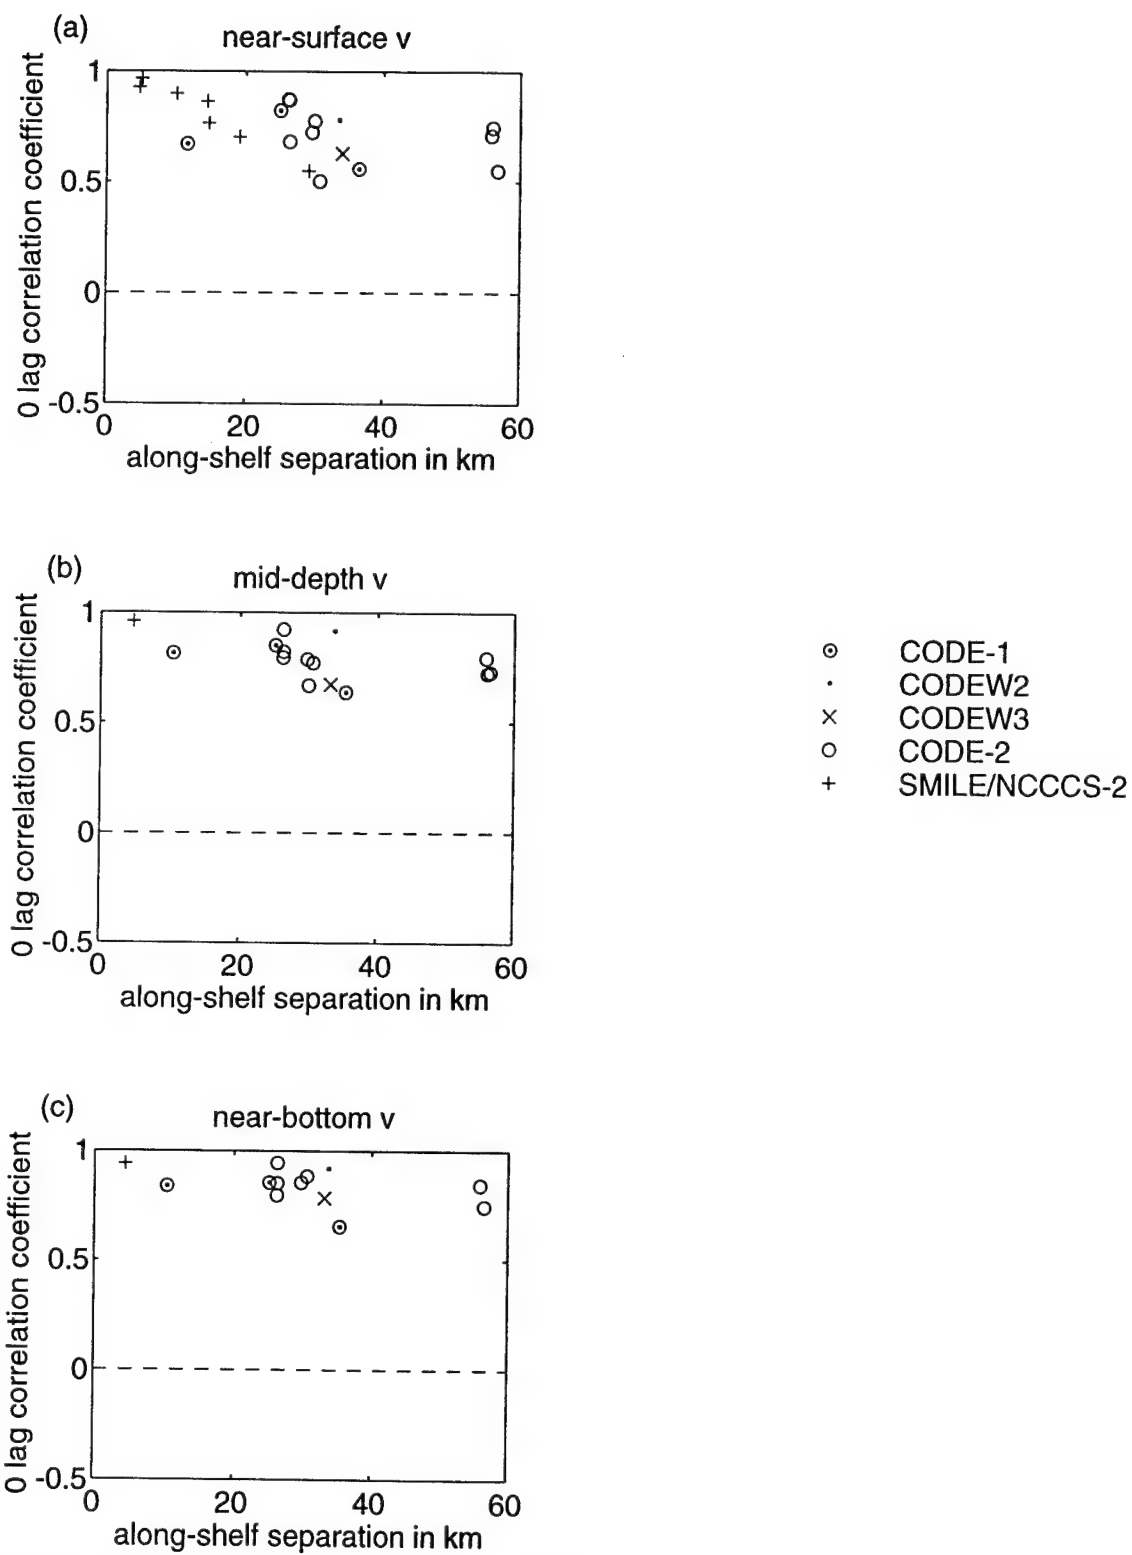 (a)
near-surface v
0 lag correlation coefficient
1
0.5
0
-0.5
0 20 40 60
along-shelf separation in km
(b)
mid-depth v
0 lag correlation coefficient
1
0.5
0
-0.5
0 20 40 60
along-shelf separation in km
CODE-1
CODEW2
CODEW3
CODE-2
SMILE/NCCCS-2
(c)
near-bottom v
0 lag correlation coefficient
1
0.5
0
-0.5
0 20 40 60
along-shelf separation in km